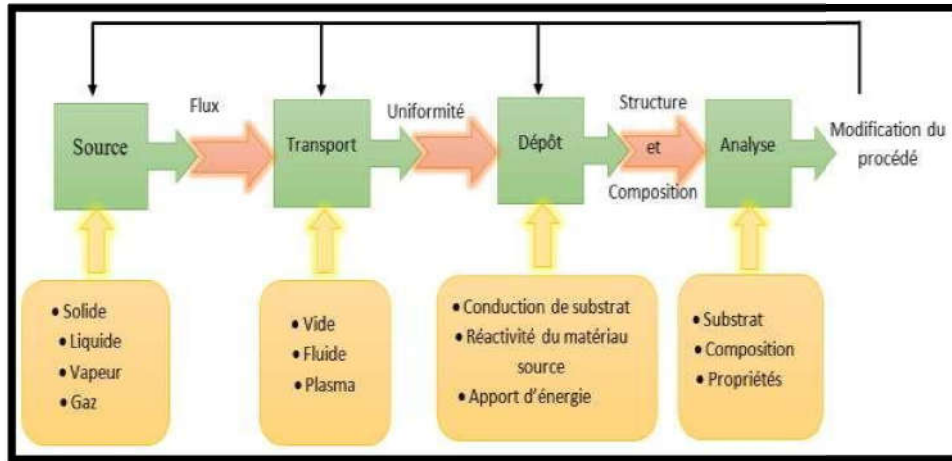 Source
Flux
Transport
Uniformité
Dépôt
Structure
et
Composition
Analyse
Modification du
procédé
• Solide
• Liquide
• Vapeur
• Gaz
• Vide
• Fluide
• Plasma
• Conduction de substrat
• Réactivité du matériau
source
• Apport d'énergie
• Substrat
• Composition
• Propriétés